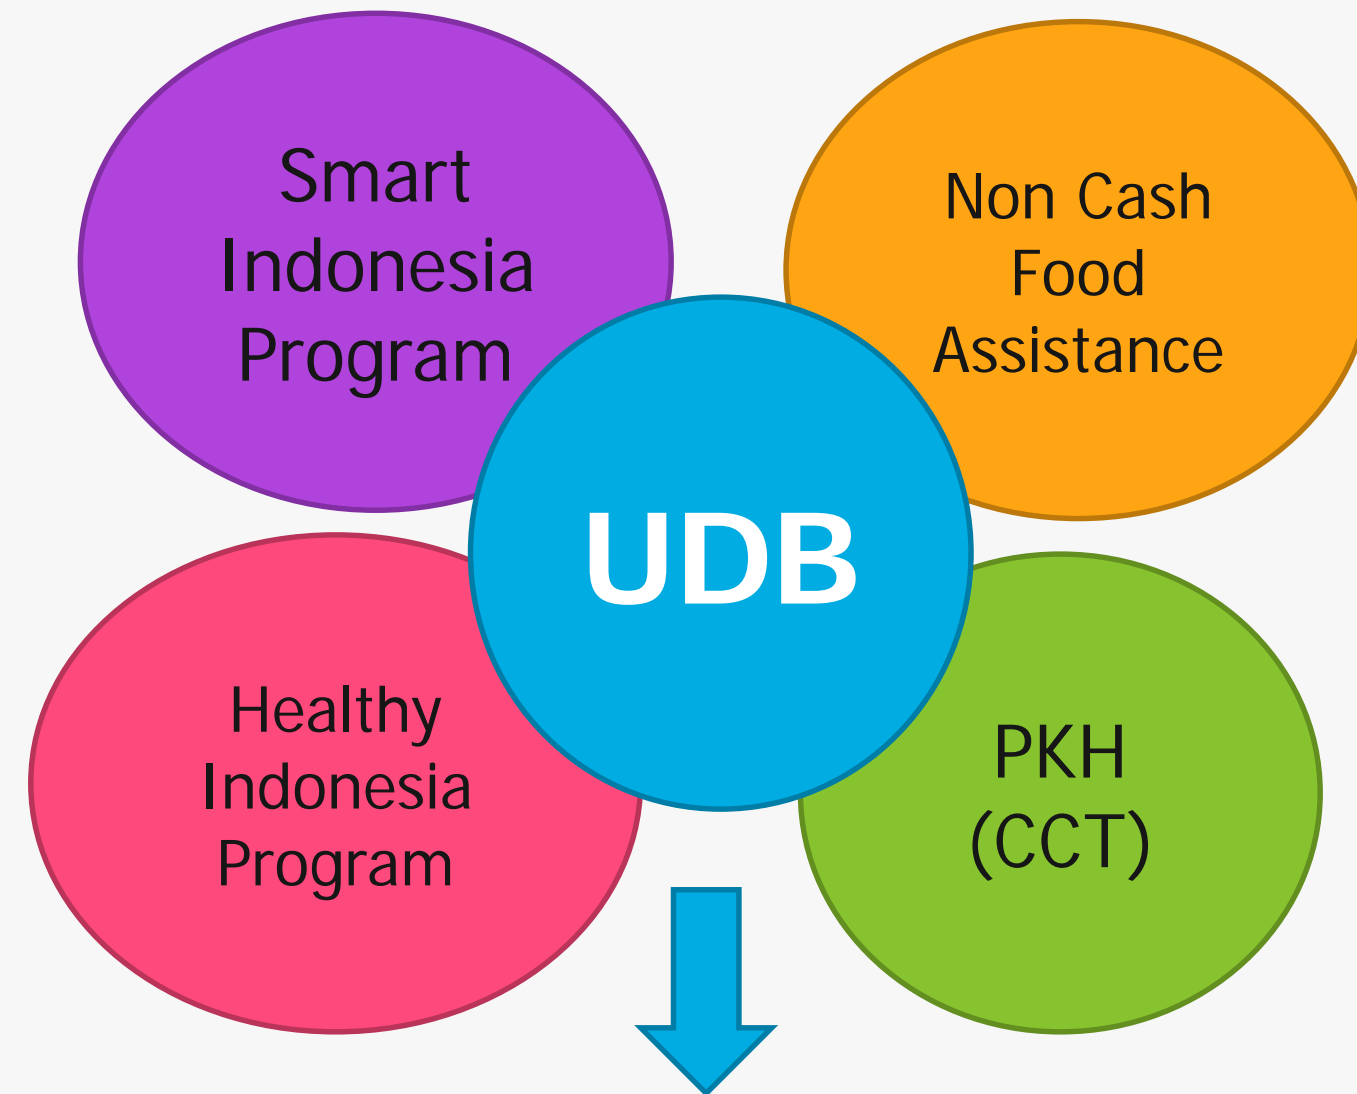 Smart
Indonesia
Program
Non Cash
Food
Assistance
UDB
Healthy
Indonesia
Program
PKH
(CCT)